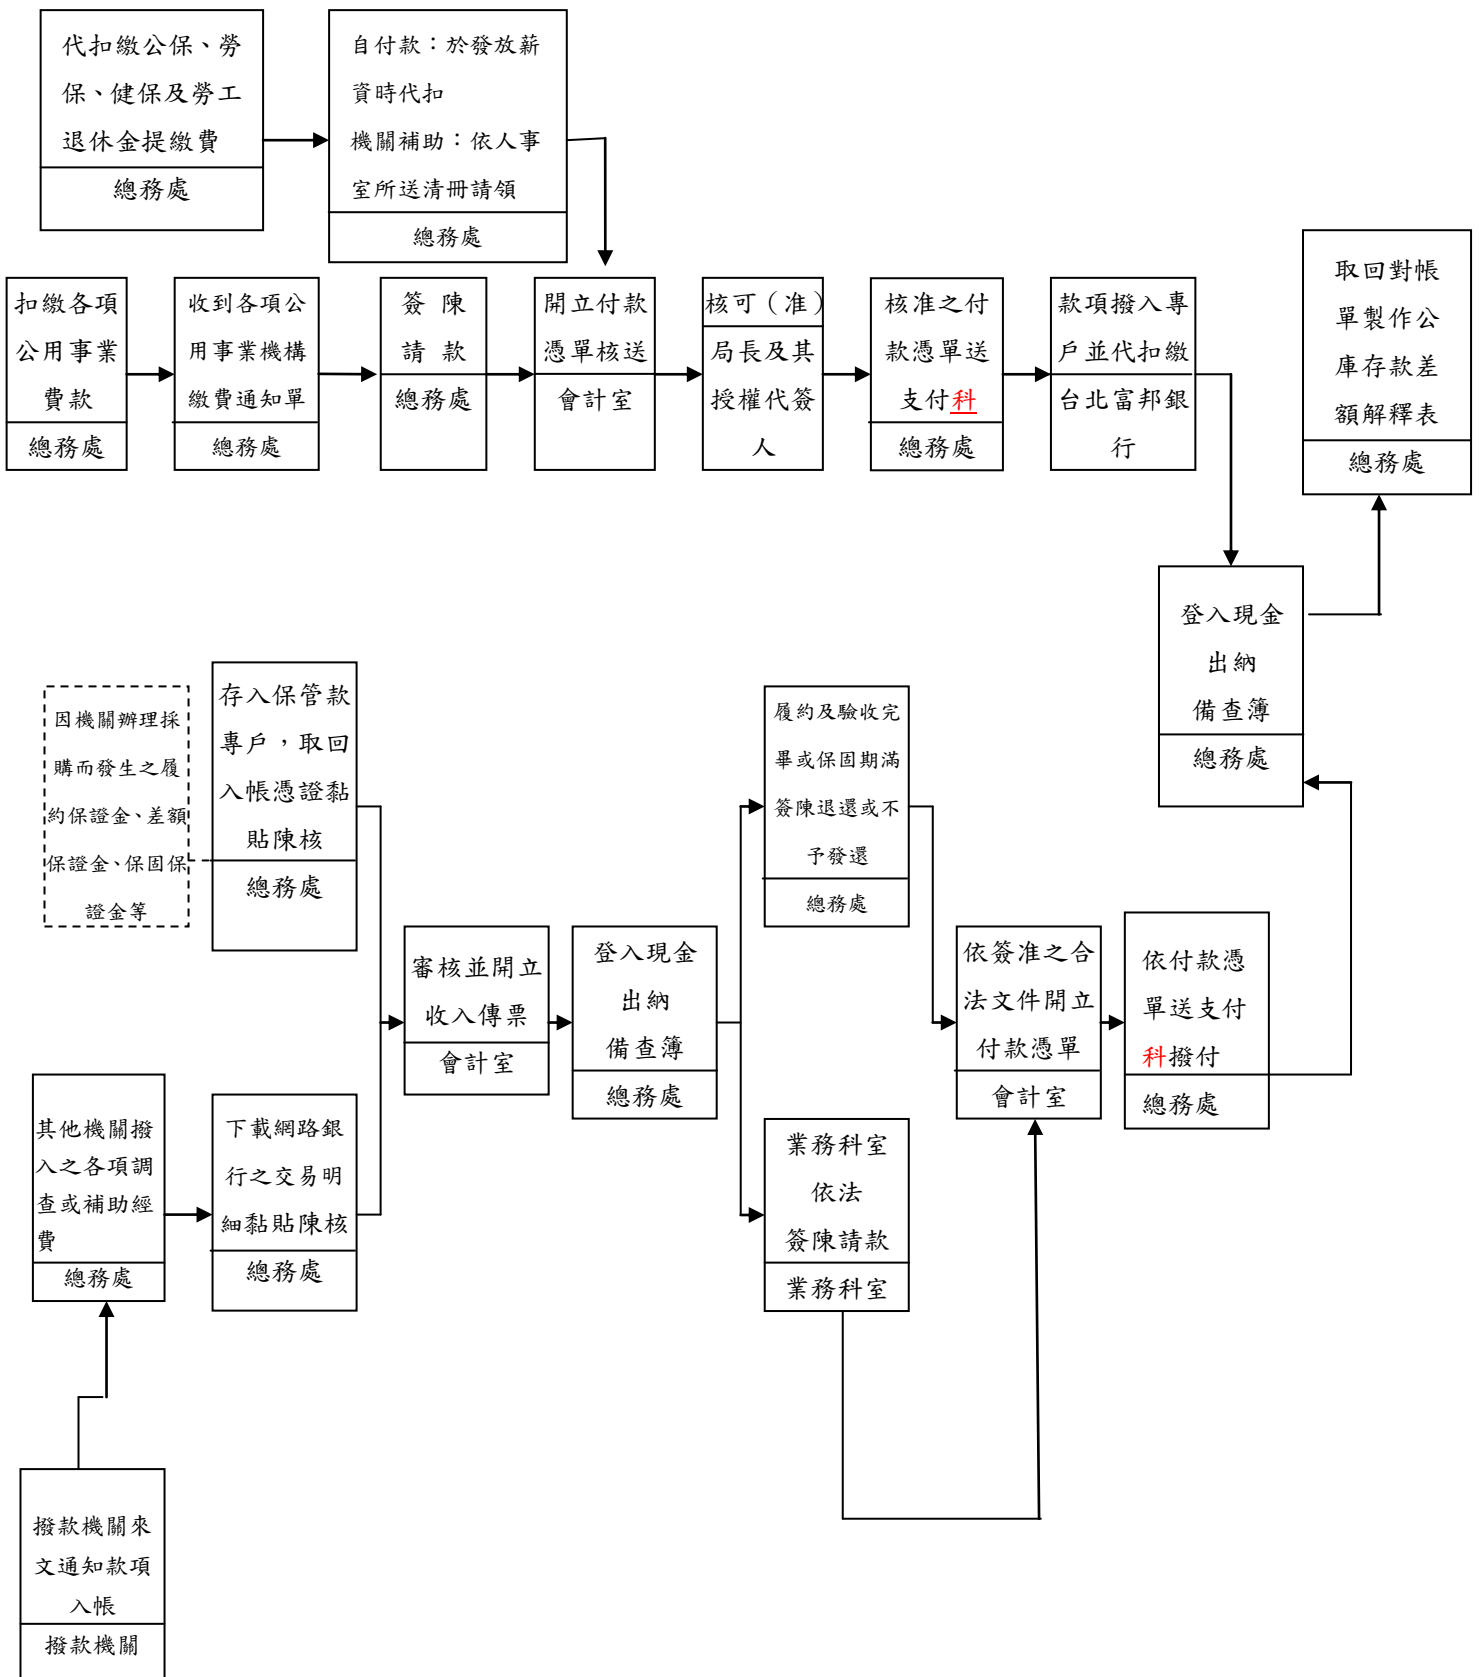 代扣繳公保、勞
保、健保及勞工
退休金提繳費
總務處
自付款：於發放薪
資時代扣
機關補助：依人事
室所送清冊請領
總務處
扣繳各項
公用事業
費款
總務處
收到各項公
用事業機構
繳費通知單
總務處
簽陳
請款
總務處
開立付款
憑單核送
會計室
核可（准）
局長及其
授權代簽
人
核准之付
款憑單送
支付科
總務處
款項撥入專
戶並代扣繳
台北富邦銀
行
取回對帳
單製作公
庫存款差
額解釋表
總務處
登入現金
出納
備查簿
總務處
因機關辦理採
購而發生之履
約保證金、差額
保證金、保固保
證金等
存入保管款
專戶，取回
入帳憑證黏
貼陳核
總務處
審核並開立
收入傳票
會計室
登入現金
出納
備查簿
總務處
履約及驗收完
畢或保固期滿
簽陳退還或不
予發還
總務處
依簽准之合
法文件開立
付款憑單
會計室
依付款憑
單送支付
科撥付
總務處
其他機關撥
入之各項調
查或補助經
費
總務處
下載網路銀
行之交易明
細黏貼陳核
總務處
業務科室
依法
簽陳請款
業務科室
撥款機關來
文通知款項
入帳
撥款機關